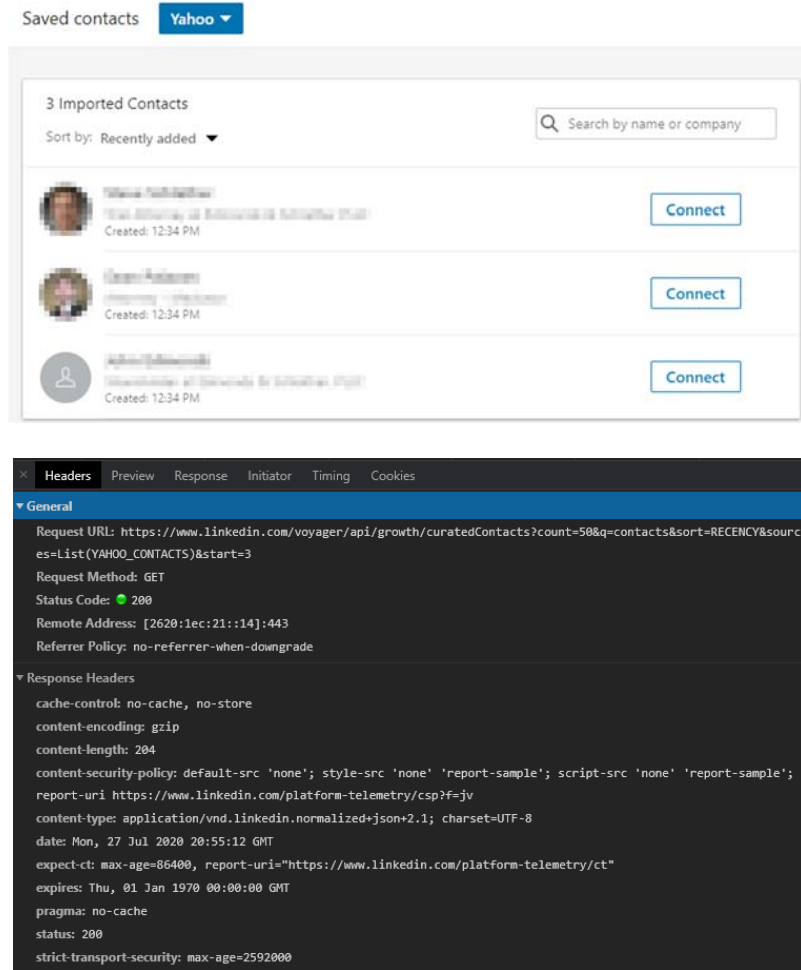 Saved contacts Yahoo
3 Imported Contacts
Sort by: Recently added
Search by name or company
Created: 12:34 PM
Connect
Created: 12:34 PM
Connect
Created: 12:34 PM
Connect
× Headers Preview Response Initiator Timing Cookies
General
Request URL: https://www.linkedin.com/voyager/api/growth/curatedContacts?count=50&q=contacts&sort=RECENCY&sourc
es=List(YAHOO_CONTACTS)&start=3
Request Method: GET
Status Code: 200
Remote Address: [2620:1ec:21::14]:443
Referrer Policy: no-referrer-when-downgrade
Response Headers
cache-control: no-cache, no-store
content-encoding: gzip
content-length: 204
content-security-policy: default-src 'none'; style-src 'none' 'report-sample'; script-src 'none' 'report-sample';
report-uri https://www.linkedin.com/platform-telemetry/csp?f=jv
content-type: application/vnd.linkedin.normalized+json+2.1; charset=UTF-8
date: Mon, 27 Jul 2020 20:55:12 GMT
expect-ct: max-age=86400, report-uri="https://www.linkedin.com/platform-telemetry/ct"
expires: Thu, 01 Jan 1970 00:00:00 GMT
pragma: no-cache
status: 200
strict-transport-security: max-age=2592000